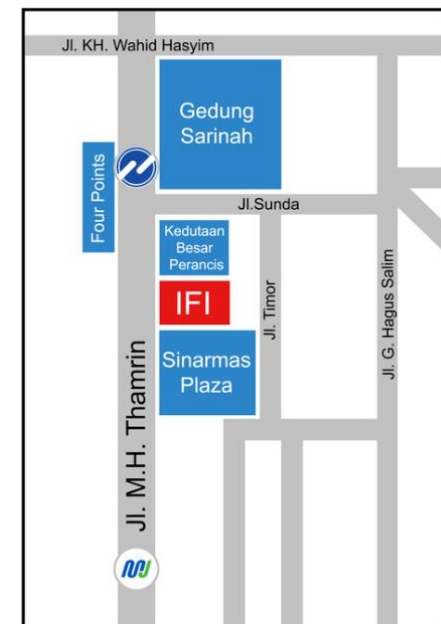 Jl. KH. Wahid Hasyim
Gedung
Sarinah
Four Points
Jl.Sunda
Kedutaan
Besar
Perancis
IFI
Jl. Timor
Jl. G. Hagus Salim
Sinarmas
Plaza
Jl. M.H. Thamrin